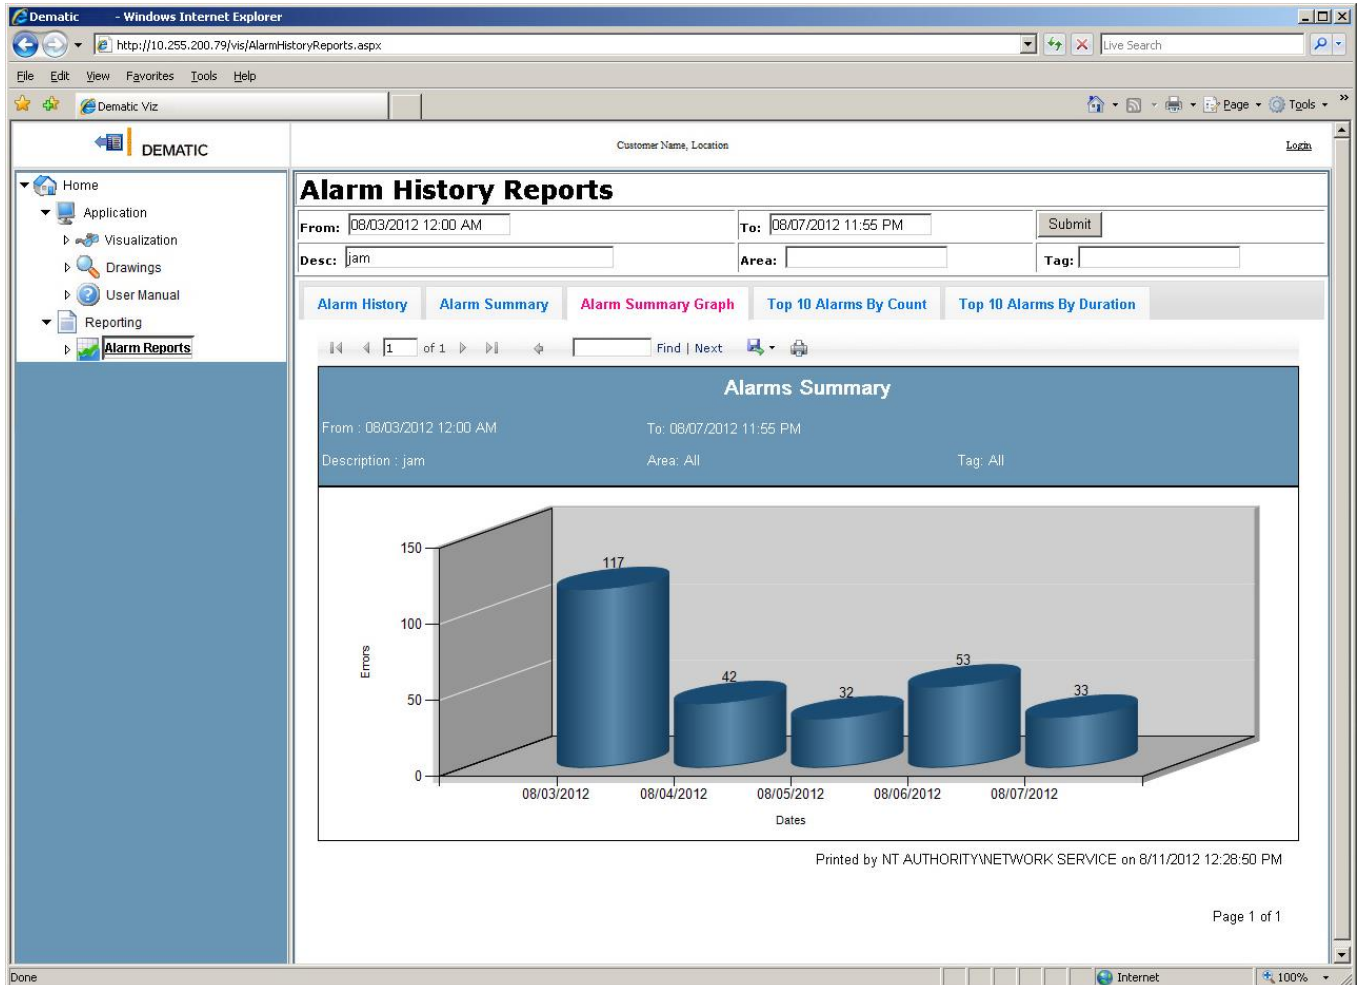 Dematic - Windows Internet Explorer
http://10.255.200.79/vis/AlarmHistoryReports.aspx
Live Search
File Edit View Favorites Tools Help
Dematic Viz
Page Tools
DEMATIC
Customer Name, Location
Login
Home
Application
Visualization
Drawings
User Manual
Reporting
Alarm Reports
Alarm History Reports
From: 08/03/2012 12:00 AM To: 08/07/2012 11:55 PM Submit
Desc: jam Area: Tag:
Alarm History Alarm Summary Alarm Summary Graph Top 10 Alarms By Count Top 10 Alarms By Duration
1 of 1 Find | Next
Alarms Summary
From : 08/03/2012 12:00 AM To: 08/07/2012 11:55 PM
Description : jam Area: All Tag: All
150
100
50
0
Errors
117
42
32
53
33
08/03/2012 08/04/2012 08/05/2012 08/06/2012 08/07/2012
Dates
Printed by NT AUTHORITY\NETWORK SERVICE on 8/11/2012 12:28:50 PM
Page 1 of 1
Done
Internet
100%